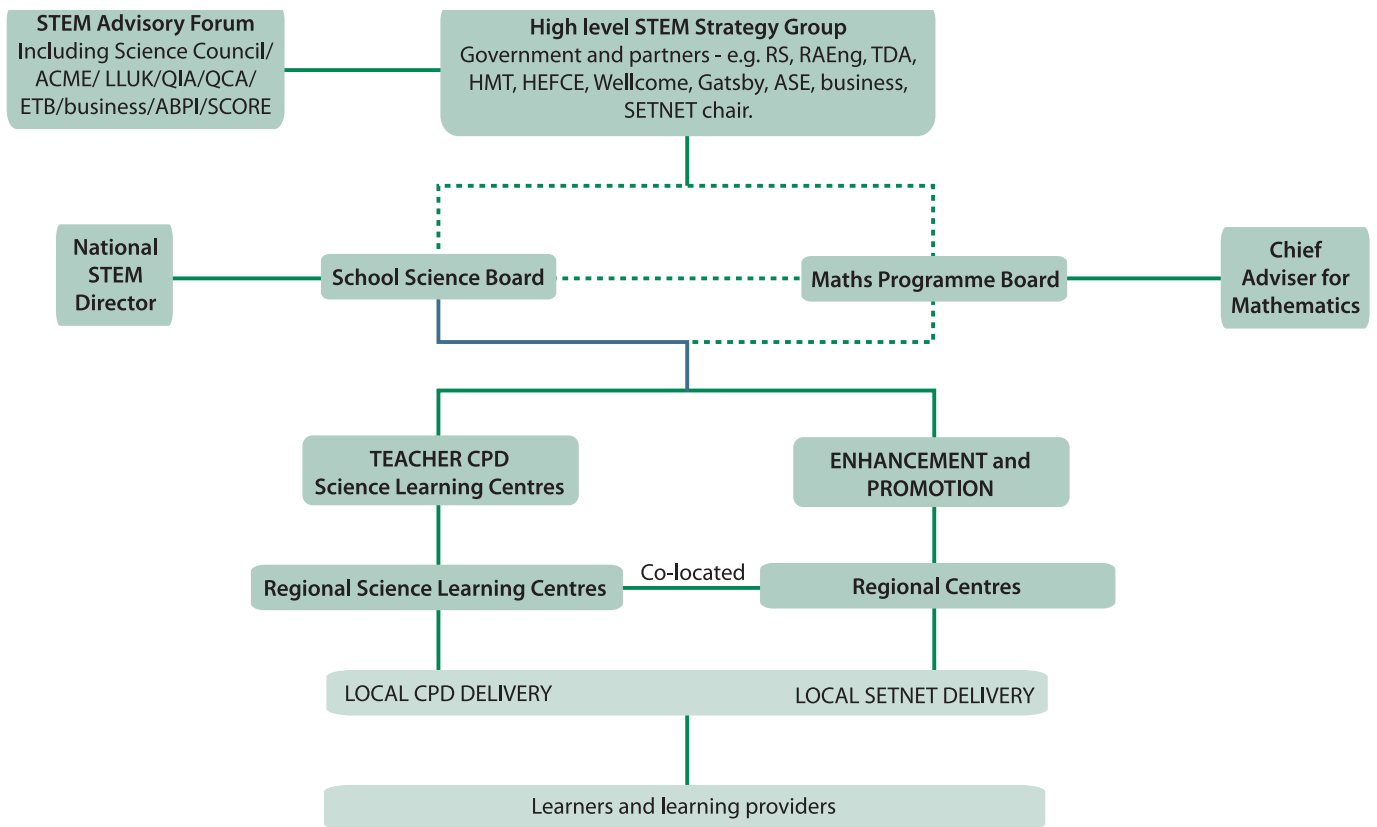 STEM Advisory Forum
Including Science Council/
ACME/ LLUK/QIA/QCA/
ETB/business/ABPI/SCORE
High level STEM Strategy Group
Government and partners - e.g. RS, RAEng, TDA,
HMT, HEFCE, Wellcome, Gatsby, ASE, business,
SETNET chair.
National
STEM
Director
School Science Board
Maths Programme Board
Chief
Adviser for
Mathematics
TEACHER CPD
Science Learning Centres
ENHANCEMENT and
PROMOTION
Regional Science Learning Centres
Co-located
Regional Centres
LOCAL CPD DELIVERY
LOCAL SETNET DELIVERY
Learners and learning providers